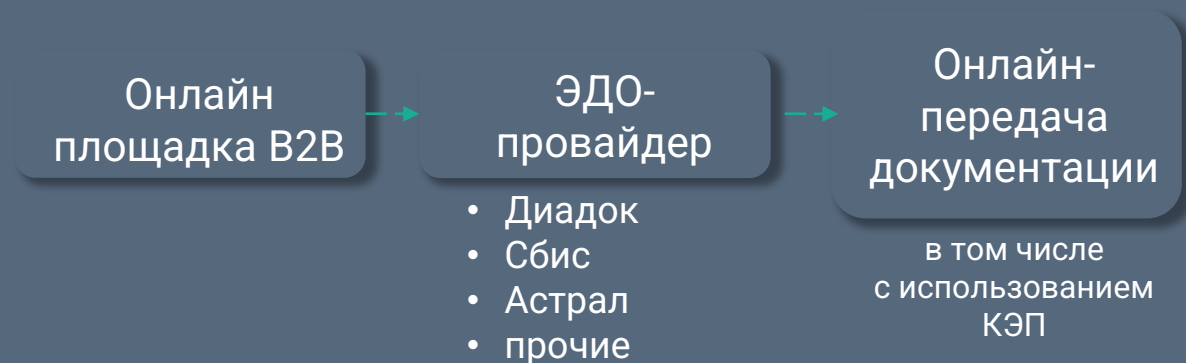 Онлайн
площадка B2B
ЭДО-
провайдер
• Диадок
• Сбис
• Астрал
• прочие
Онлайн-
передача
документации
в том числе
с использованием
КЭП